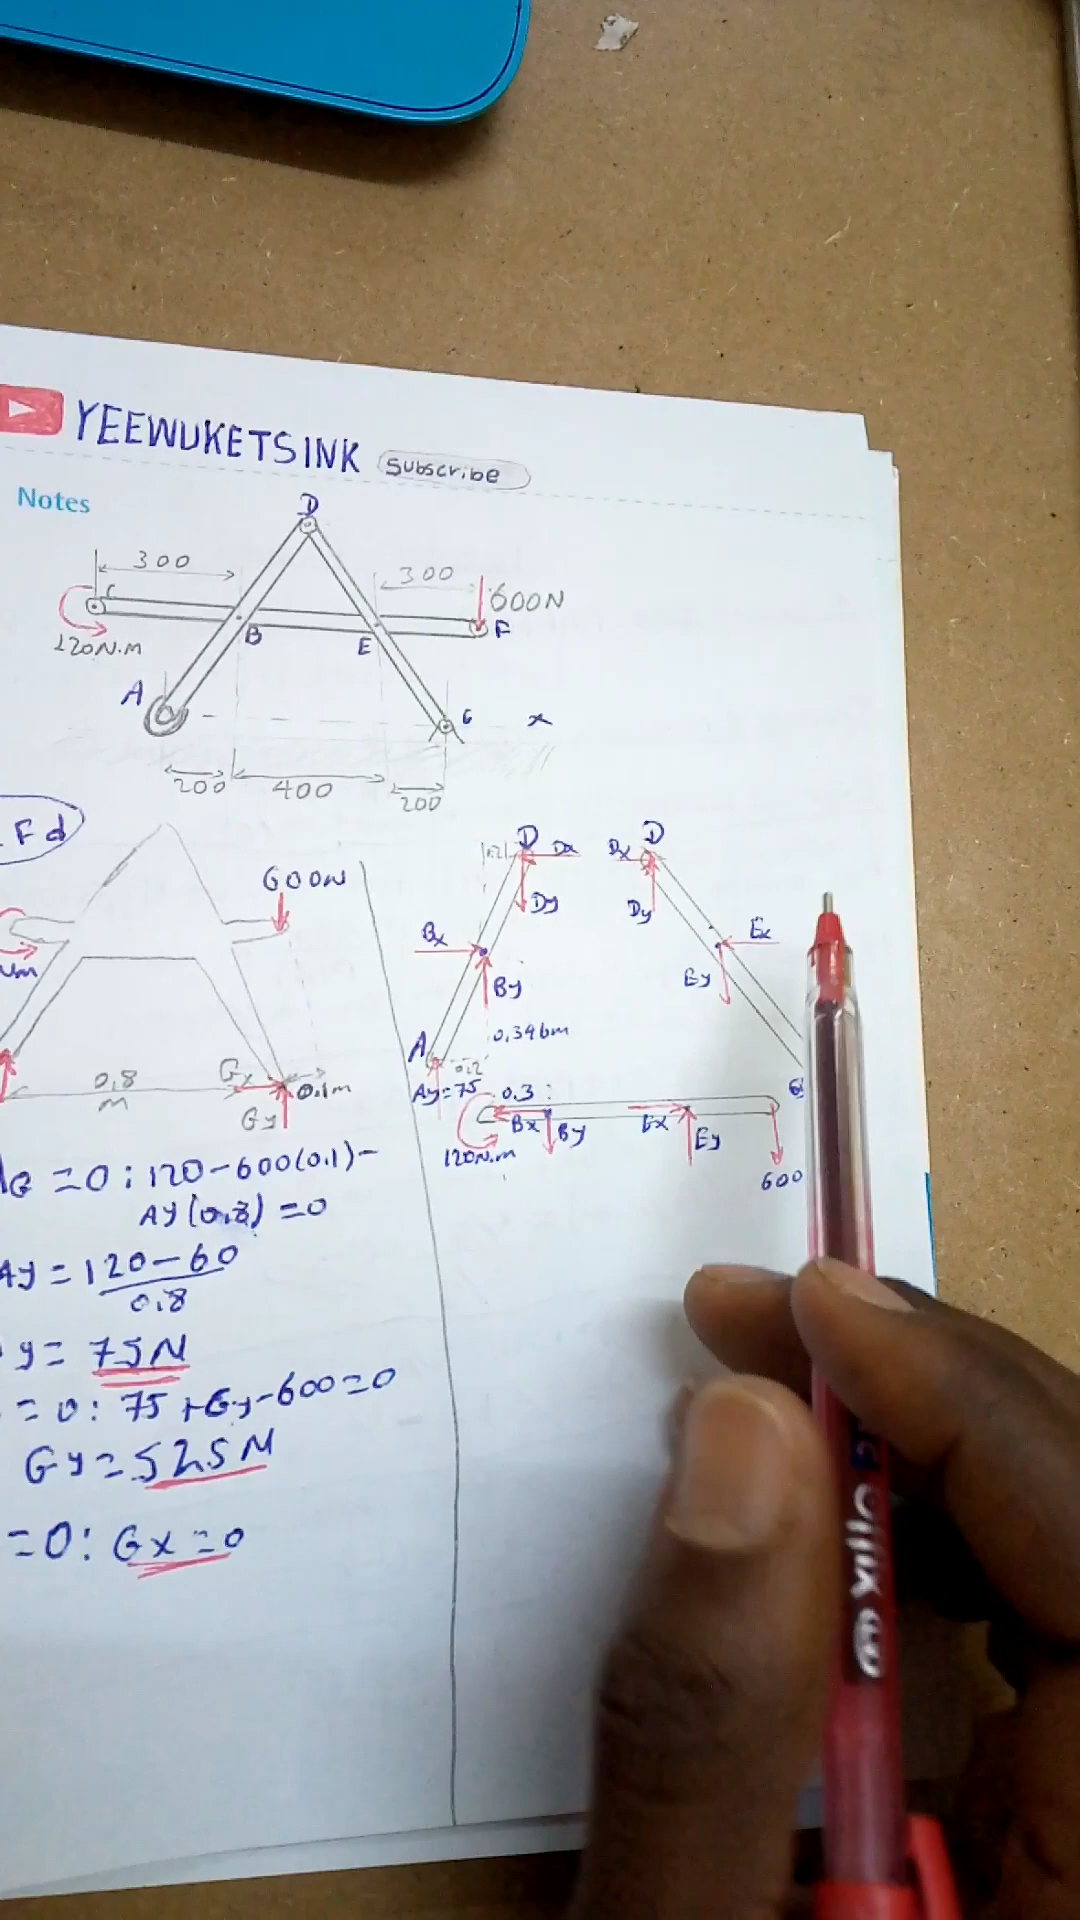 YEEWUKETSINK
subscribe
Notes
D
300
300
600N
C
B
E
F
120N.m
A
G
x
200
400
200
F d
600N
0.8
m
Gx
0.1m
Gy
G = 0 : 120 - 600(0.1) -
Ay (0.8) = 0
Ay = 120 - 60
0.8
y = 75N
= 0 : 75 + Gy - 600 = 0
Gy = 525N
= 0 : Gx = 0
D
Dx
Dy
Bx
By
0.346m
A
0.2
Ay=75
D
Dx
Dy
Ex
Ey
G
0.3
Bx
By
Ex
Ey
120N.m
600